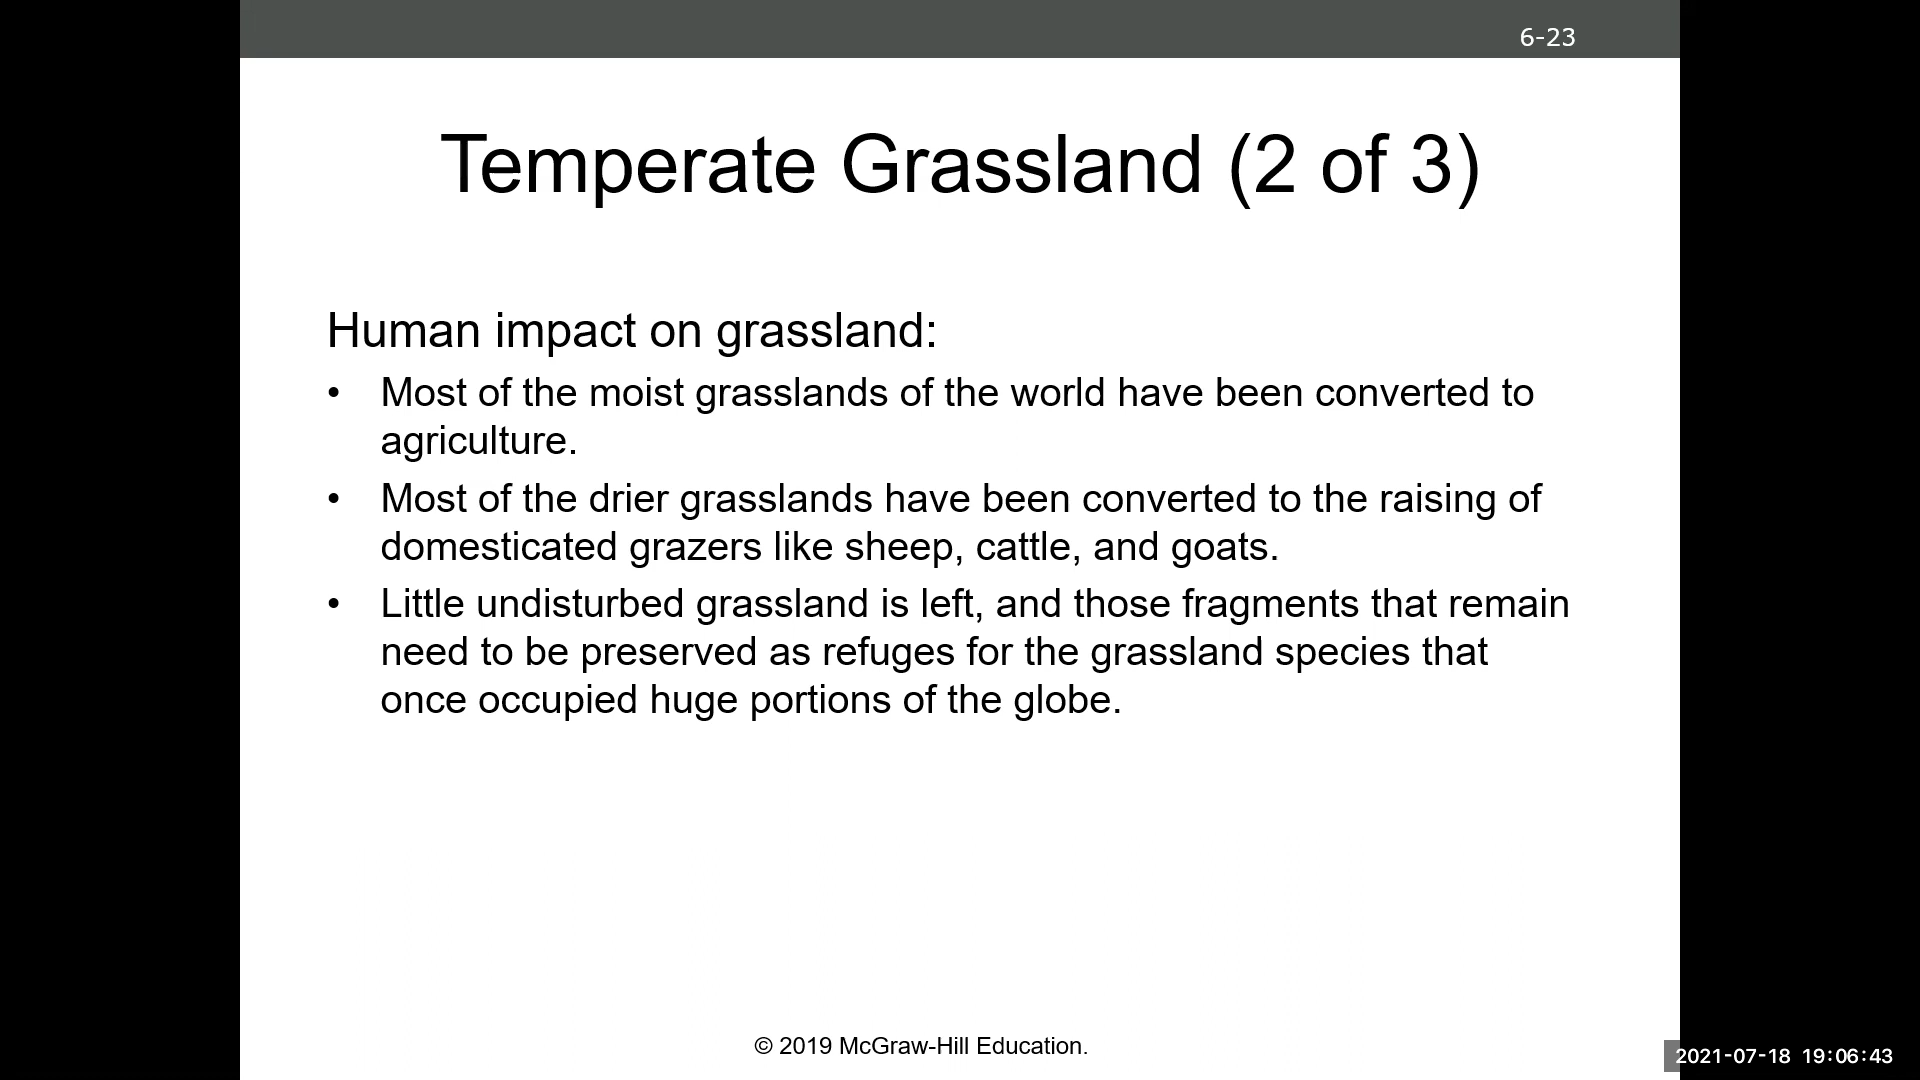 6-23
Temperate Grassland (2 of 3)
Human impact on grassland:
• Most of the moist grasslands of the world have been converted to
agriculture.
• Most of the drier grasslands have been converted to the raising of
domesticated grazers like sheep, cattle, and goats.
• Little undisturbed grassland is left, and those fragments that remain
need to be preserved as refuges for the grassland species that
once occupied huge portions of the globe.
© 2019 McGraw-Hill Education.
2021-07-18 19:06:43